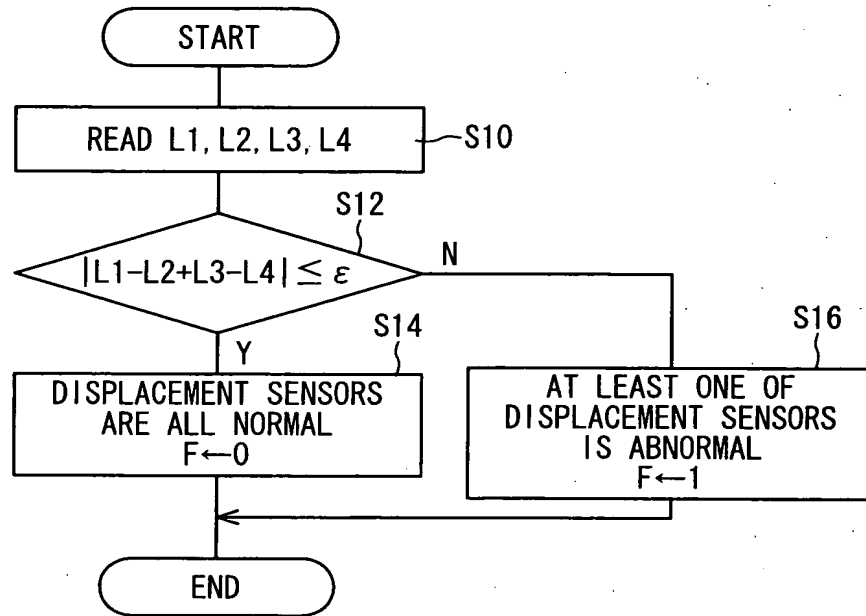 START
READ L1, L2, L3, L4
S10
S12
|L1-L2+L3-L4| ≤ ε
N
Y
S14
DISPLACEMENT SENSORS
ARE ALL NORMAL
F←0
S16
AT LEAST ONE OF
DISPLACEMENT SENSORS
IS ABNORMAL
F←1
END